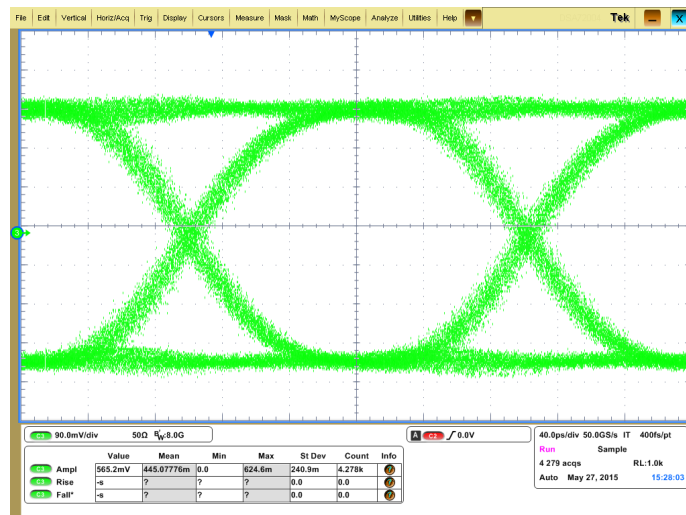 File Edit Vertical Horiz/Acq Trig Display Cursors Measure Mask Math MyScope Analyze Utilities Help Tek X
3
C3 90.0mV/div 50Ω BW:8.0G
A C3 0.0V
40.0ps/div 50.0GS/s IT 400fs/pt
Run Sample
4 279 acqs RL:1.0k
Auto May 27, 2015 15:28:03
Value Mean Min Max St Dev Count Info
C3 Ampl 565.2mV 445.07776m 0.0 624.6m 240.9m 4.278k
C3 Rise -s ? ? ? 0.0 0.0
C3 Fall* -s ? ? ? 0.0 0.0